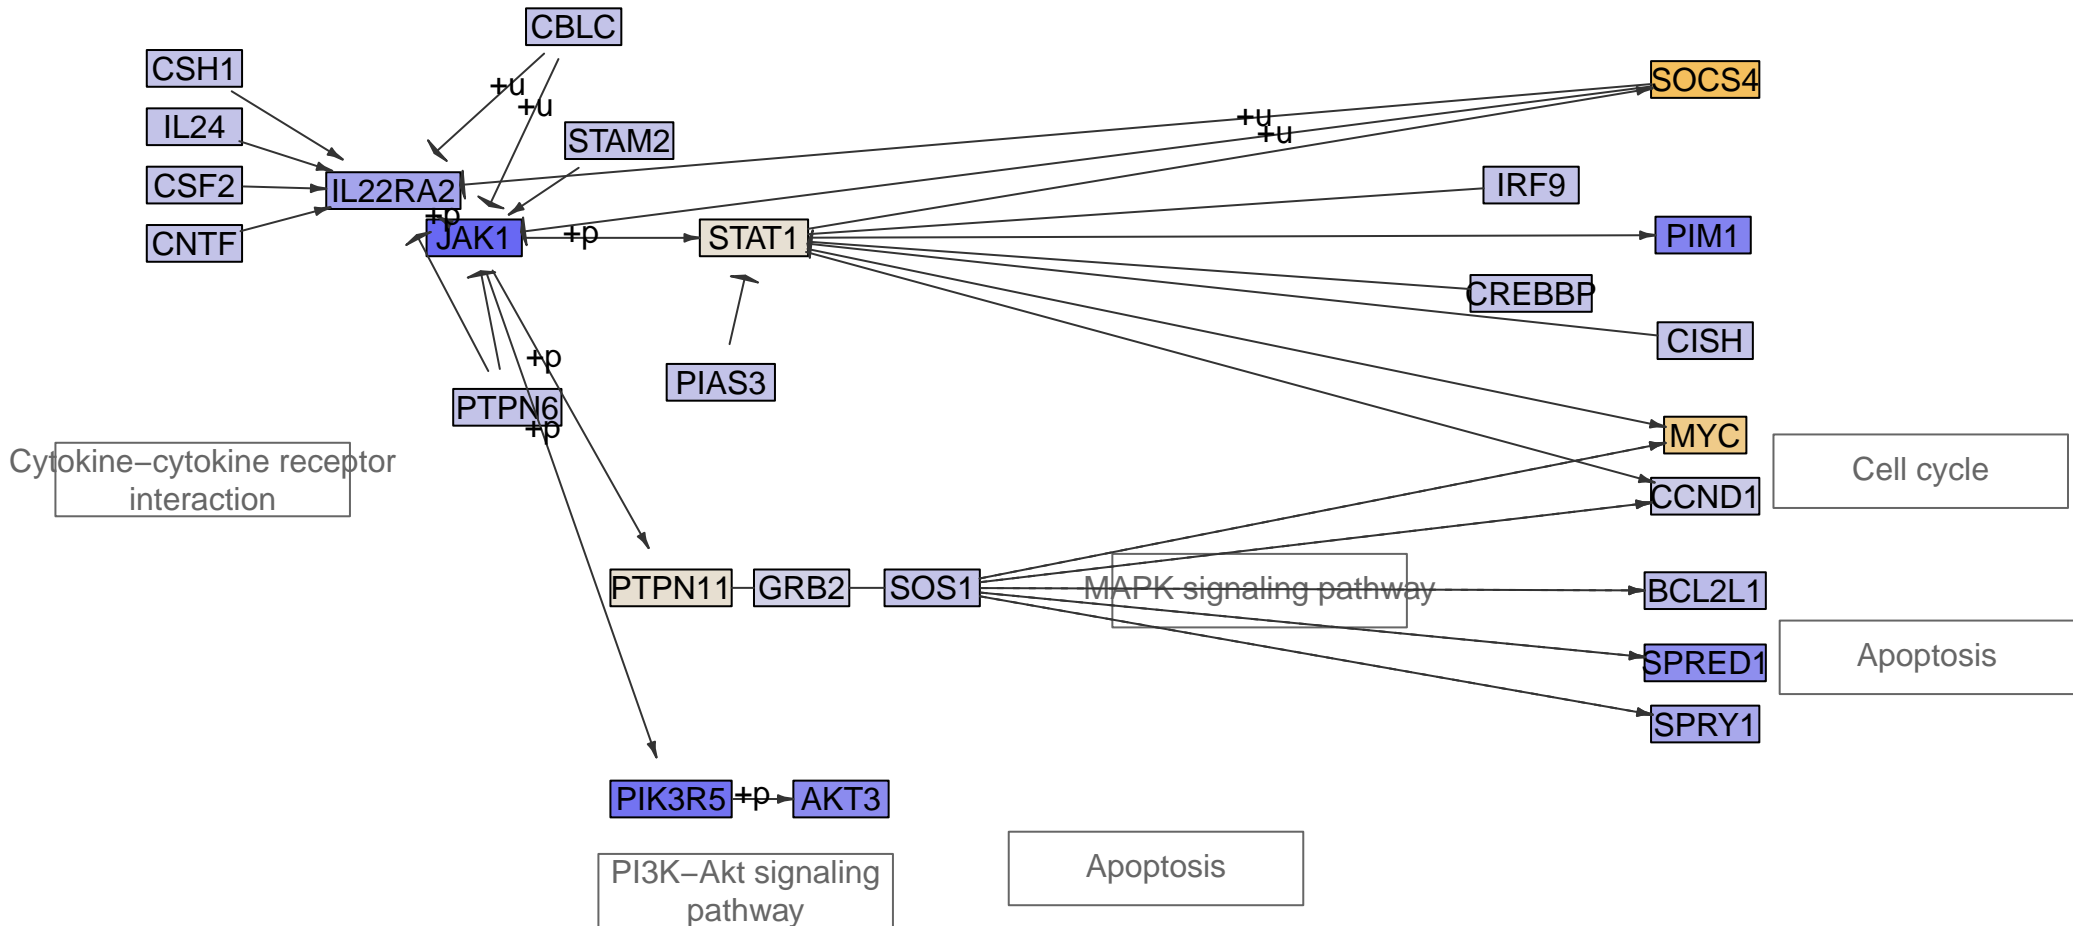 CBLC
CSH1
SOCS4
+u
+u
+u
+u
IL24
STAM2
CSF2
IL22RA2
IRF9
+p
CNTF
JAK1
+p
STAT1
PIM1
CREBBP
CISH
+p
PIAS3
PTPN6
+p
MYC
Cytokine–cytokine receptor
interaction
Cell cycle
CCND1
PTPN11
GRB2
SOS1
MAPK signaling pathway
BCL2L1
SPRED1
Apoptosis
SPRY1
PIK3R5
+p
AKT3
PI3K–Akt signaling
pathway
Apoptosis